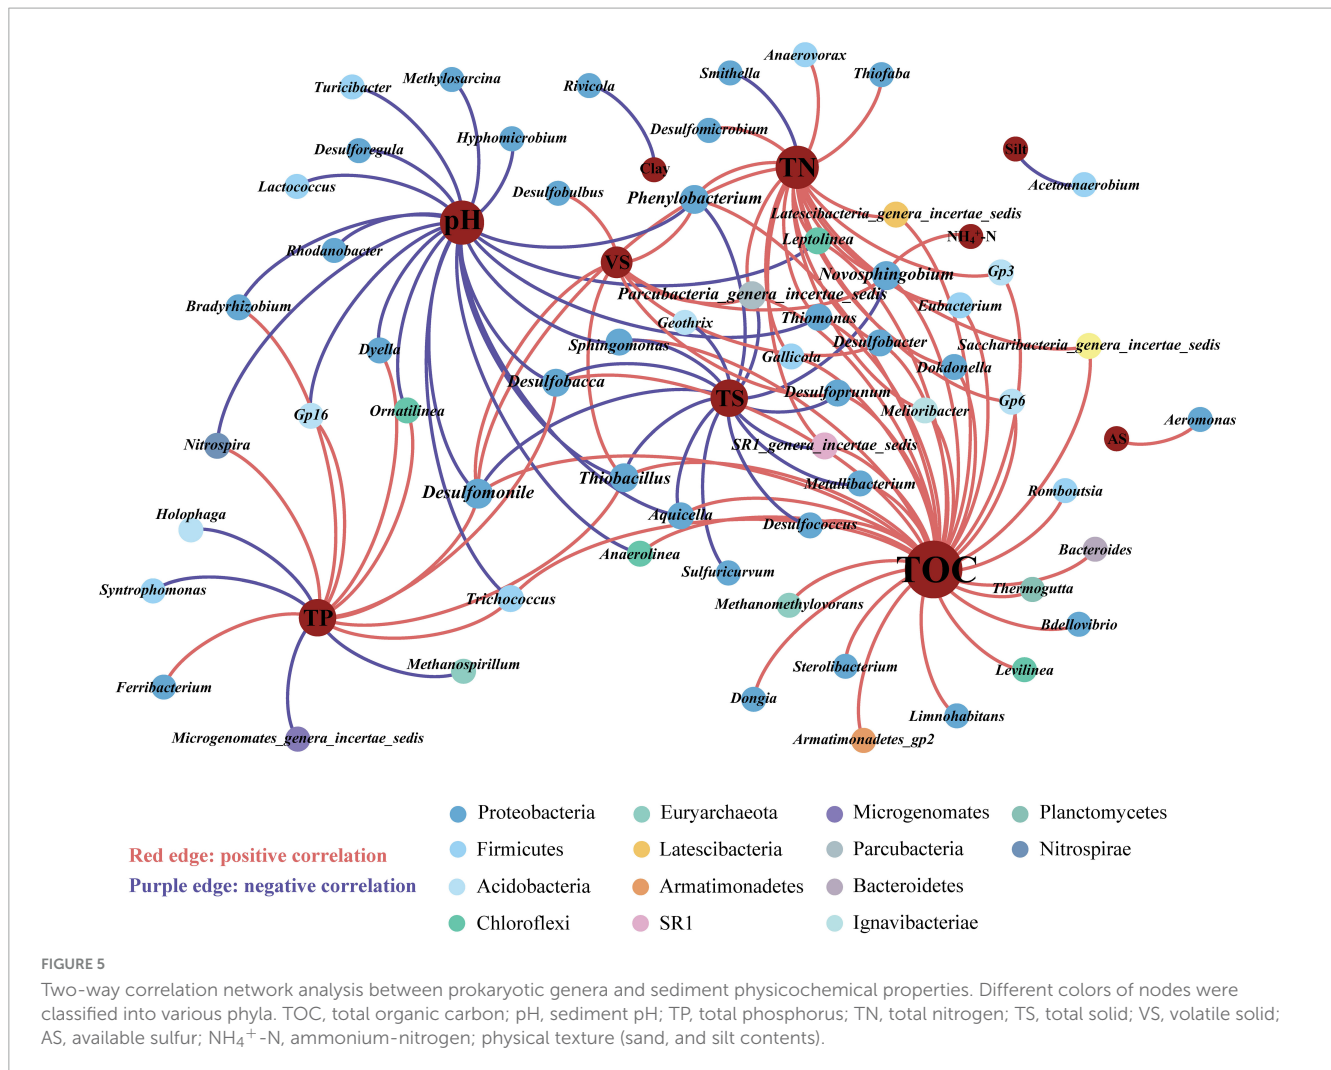 Anaerovorax
Smithella
Thiofaba
Methylosarcina
Turicibacter
Rivicola
Desulfomicrobium
Hyphomicrobium
Desulforegula
Silt
Clay
TN
Lactococcus
Acetoanaerobium
Desulfobulbus
Phenylobacterium
Latescibacteria_genera_incertae_sedis
pH
NH₄⁺-N
Leptolinea
Rhodanobacter
VS
Novosphingobium
Gp3
Parcubacteria_genera_incertae_sedis
Bradyrhizobium
Eubacterium
Geothrix
Thiomonas
Dyella
Sphingomonas
Desulfobacter
Saccharibacteria_genera_incertae_sedis
Gallicola
Dokdonella
Desulfobacca
Desulfoprunum
TS
Gp16
Ornatilinea
Melioribacter
Gp6
Aeromonas
AS
Nitrospira
SR1_genera_incertae_sedis
Thiobacillus
Metallibacterium
Desulfomonile
Romboutsia
Holophaga
Aquicella
Desulfococcus
Anaerolinea
Bacteroides
Sulfuricurvum
TOC
Syntrophomonas
Thermogutta
Trichococcus
Methanomethylovorans
TP
Bdellovibrio
Methanospirillum
Sterolibacterium
Levilinea
Ferribacterium
Dongia
Limnohabitans
Microgenomates_genera_incertae_sedis
Armatimonadetes_gp2
Proteobacteria
Euryarchaeota
Microgenomates
Planctomycetes
Red edge: positive correlation
Firmicutes
Latescibacteria
Parcubacteria
Nitrospirae
Purple edge: negative correlation
Acidobacteria
Armatimonadetes
Bacteroidetes
Chloroflexi
SR1
Ignavibacteriae
FIGURE 5
Two-way correlation network analysis between prokaryotic genera and sediment physicochemical properties. Different colors of nodes were
classified into various phyla. TOC, total organic carbon; pH, sediment pH; TP, total phosphorus; TN, total nitrogen; TS, total solid; VS, volatile solid;
AS, available sulfur; NH₄⁺-N, ammonium-nitrogen; physical texture (sand, and silt contents).